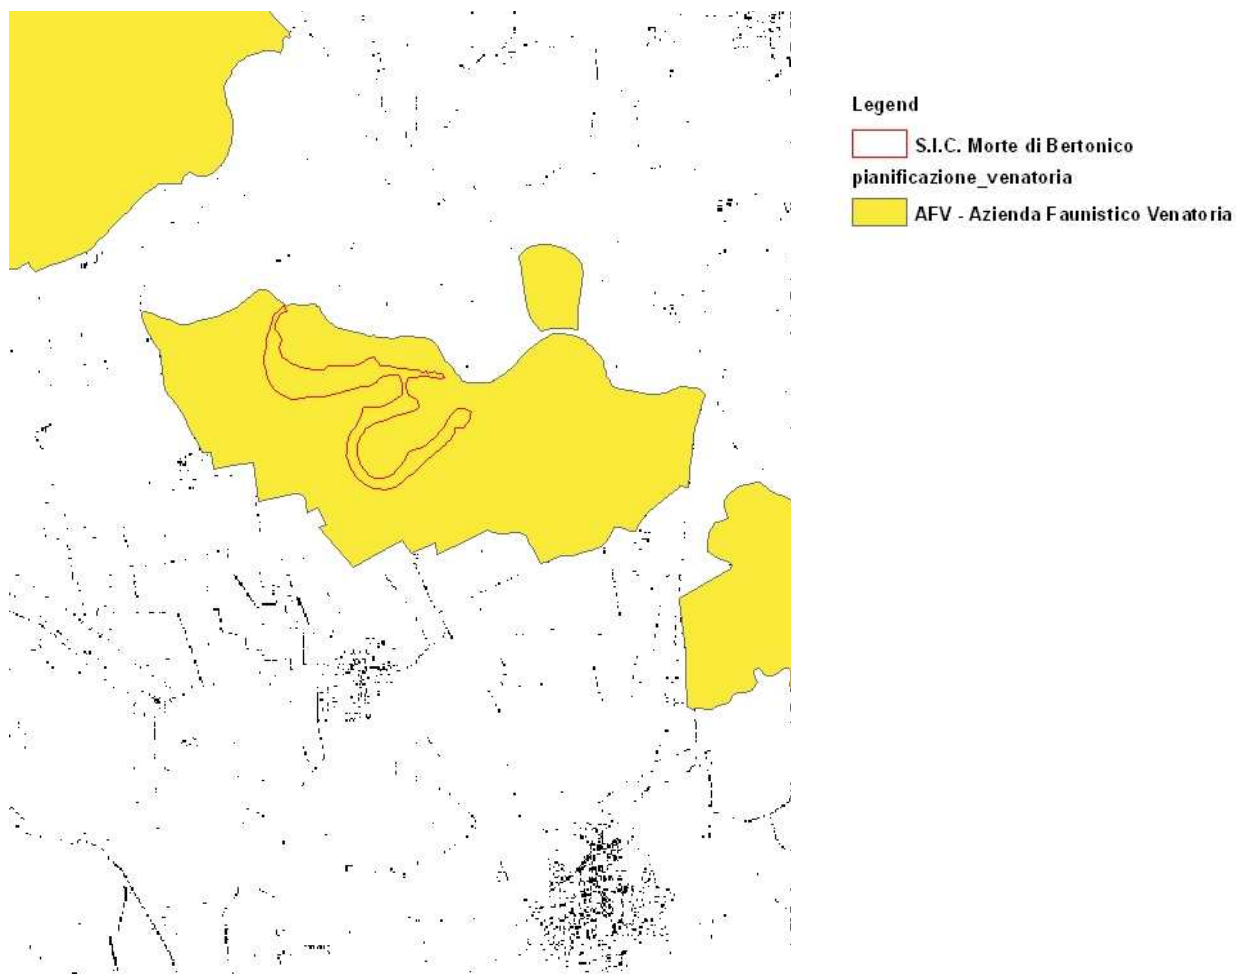 Legend
S.I.C. Morte di Bertonico
pianificazione_venatoria
AFV - Azienda Faunistico Venatoria